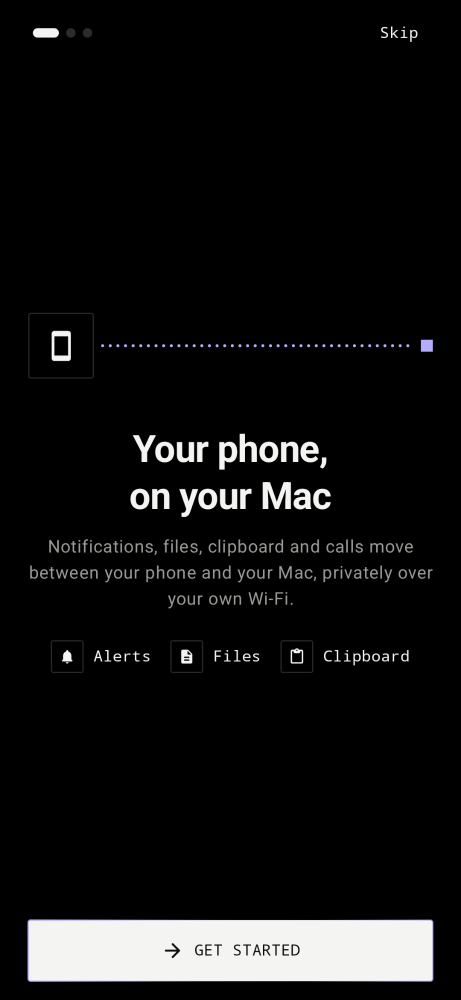 Skip
Your phone,
on your Mac
Notifications, files, clipboard and calls move
between your phone and your Mac, privately over
your own Wi-Fi.
Alerts Files Clipboard
GET STARTED